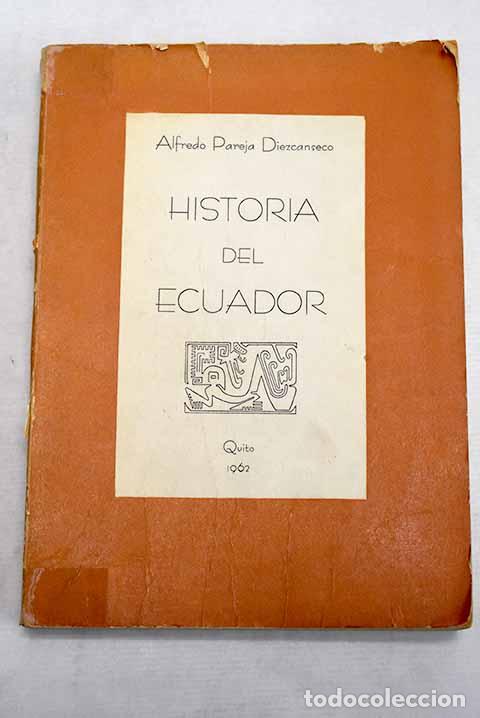 Alfredo Pareja Diezcanseco
HISTORIA
DEL
ECUADOR
Quito
1962
todocoleccion